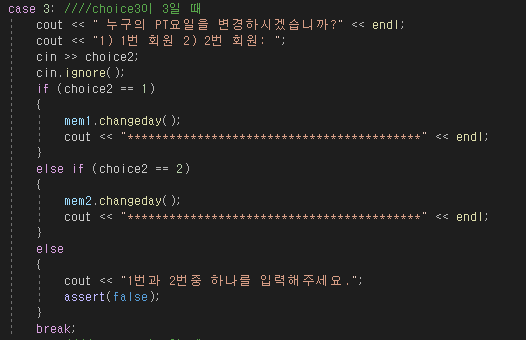 case 3: ////choice3이 3일 때
cout << " 누구의 PT요일을 변경하시겠습니까?" << endl;
cout << "1) 1번 회원 2) 2번 회원: ";
cin >> choice2;
cin.ignore();
if (choice2 == 1)
{
mem1.changeday();
cout << "******************************************" << endl;
}
else if (choice2 == 2)
{
mem2.changeday();
cout << "******************************************" << endl;
}
else
{
cout << "1번과 2번중 하나를 입력해주세요.";
assert(false);
}
break;